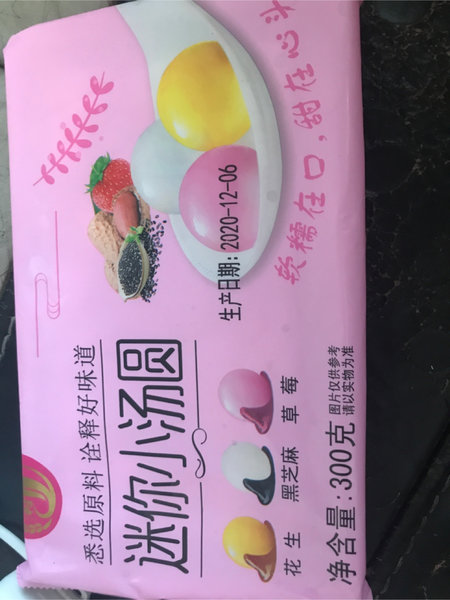 悉选原料 诠释好味道
迷你小汤圆
花生
黑芝麻
草莓
净含量:300克
图片仅供参考
请以实物为准
生产日期: 2020-12-06
软糯在口,甜在心头